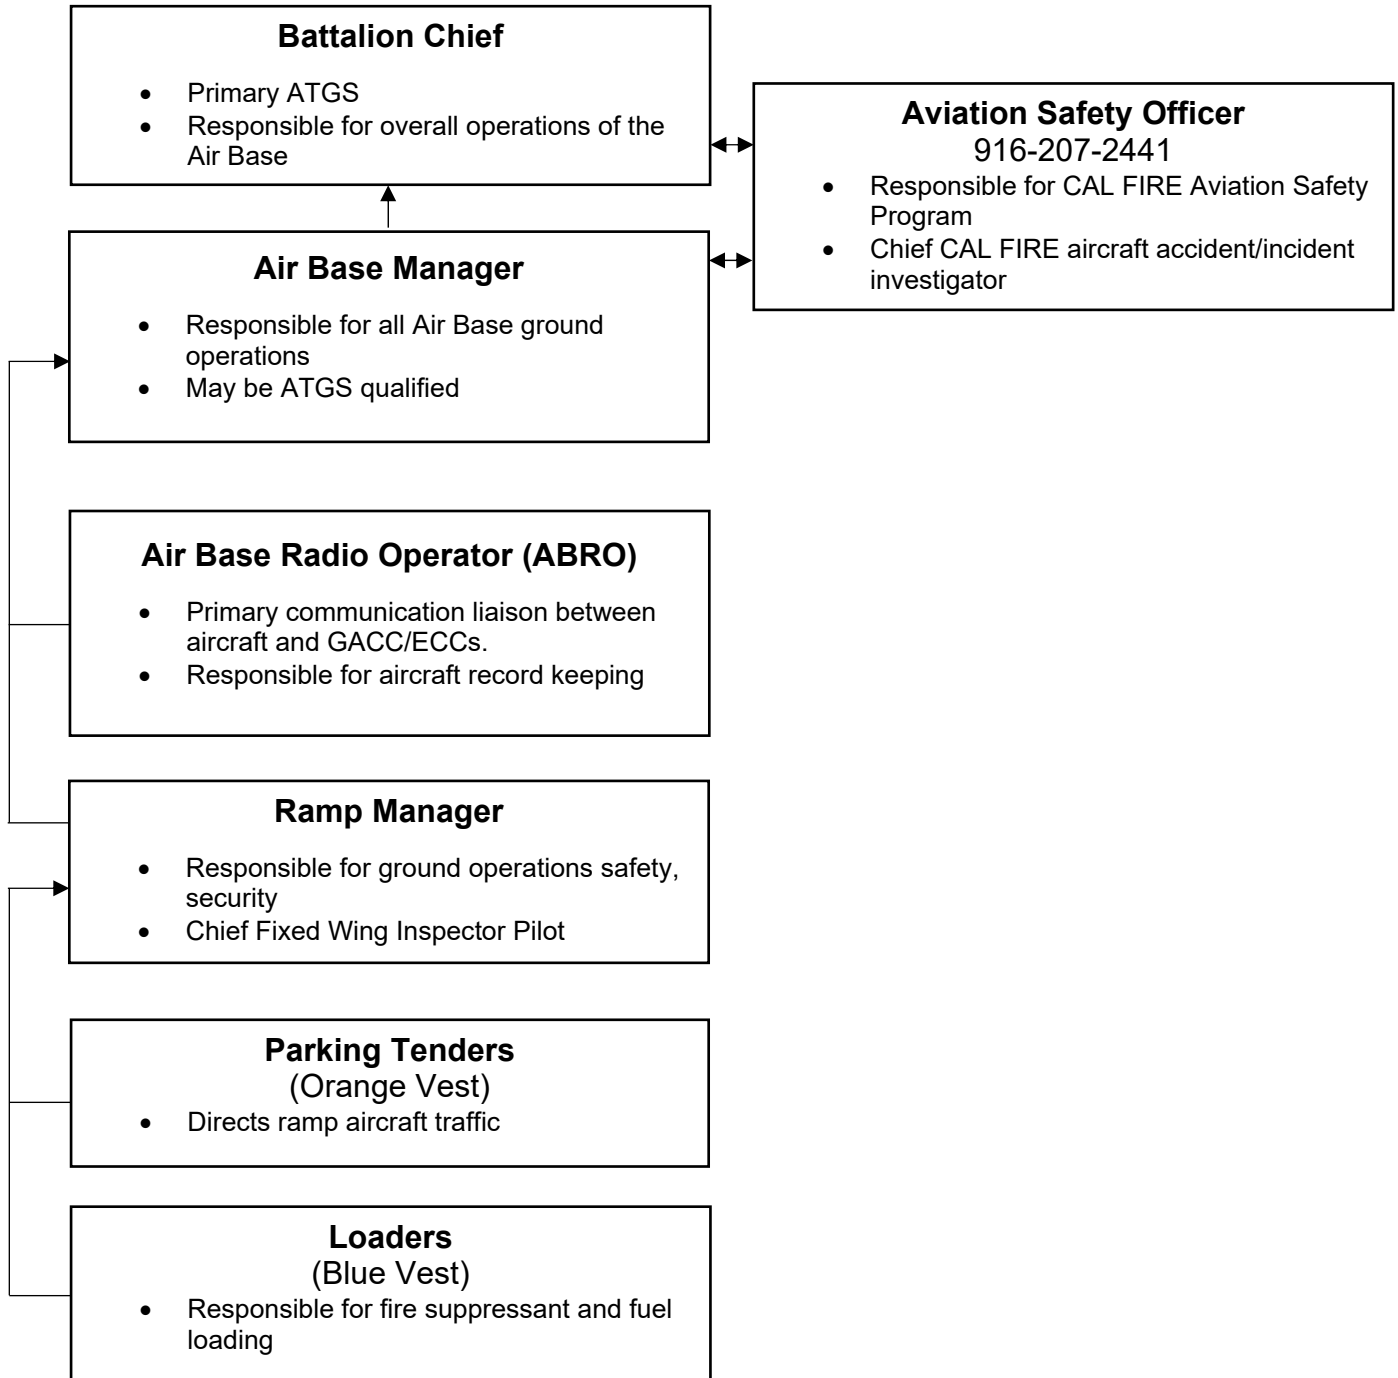 Battalion Chief
• Primary ATGS
• Responsible for overall operations of the
Air Base
Aviation Safety Officer
916-207-2441
• Responsible for CAL FIRE Aviation Safety
Program
• Chief CAL FIRE aircraft accident/incident
investigator
Air Base Manager
• Responsible for all Air Base ground
operations
• May be ATGS qualified
Air Base Radio Operator (ABRO)
• Primary communication liaison between
aircraft and GACC/ECCs.
• Responsible for aircraft record keeping
Ramp Manager
• Responsible for ground operations safety,
security
• Chief Fixed Wing Inspector Pilot
Parking Tenders
(Orange Vest)
• Directs ramp aircraft traffic
Loaders
(Blue Vest)
• Responsible for fire suppressant and fuel
loading